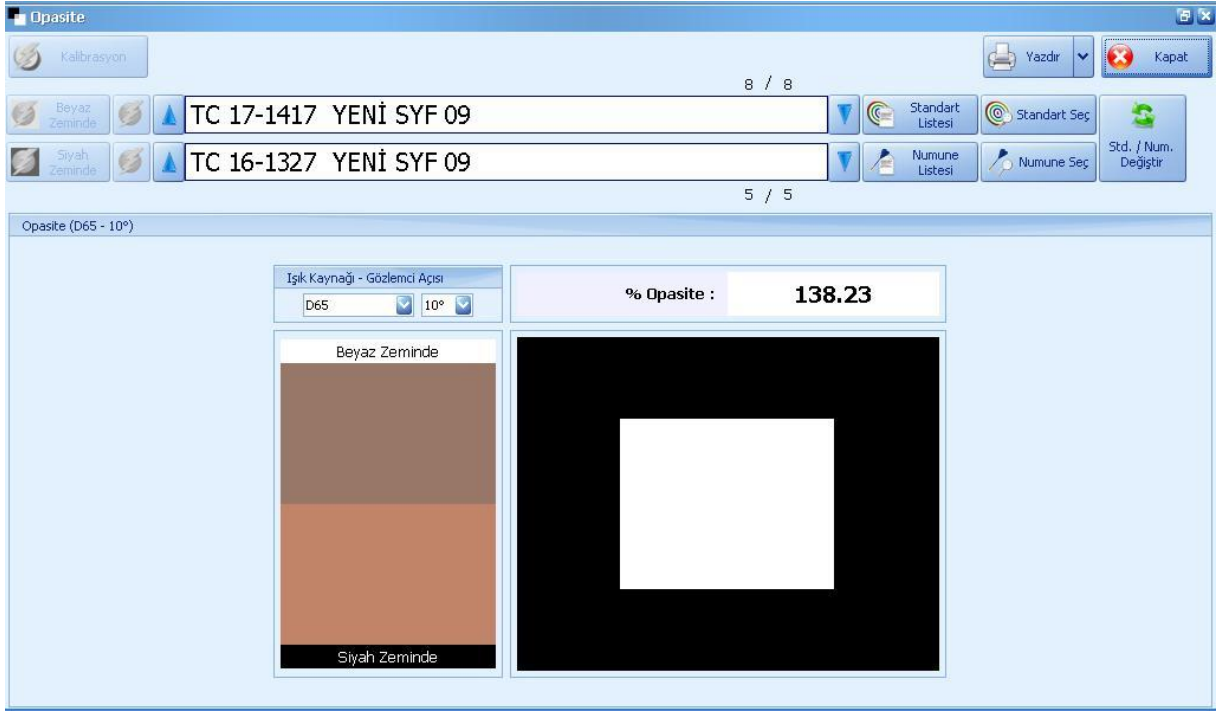 Opasite
Kalibrasyon
Yazdır
Kapat
8 / 8
Beyaz
Zeminde
TC 17-1417 YENİ SYF 09
Standart
Listesi
Standart Seç
Siyah
Zeminde
TC 16-1327 YENİ SYF 09
Numune
Listesi
Numune Seç
Std. / Num.
Değiştir
5 / 5
Opasite (D65 - 10°)
Işık Kaynağı - Gözlemci Açısı
D65
10°
% Opasite :
138.23
Beyaz Zeminde
Siyah Zeminde